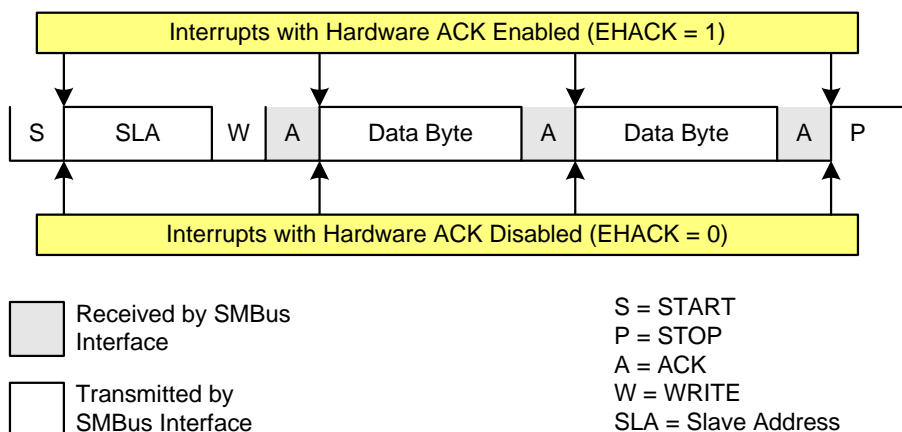 Interrupts with Hardware ACK Enabled (EHACK = 1)
S SLA W A Data Byte A Data Byte A P
Interrupts with Hardware ACK Disabled (EHACK = 0)
Received by SMBus
Interface
Transmitted by
SMBus Interface
S = START
P = STOP
A = ACK
W = WRITE
SLA = Slave Address